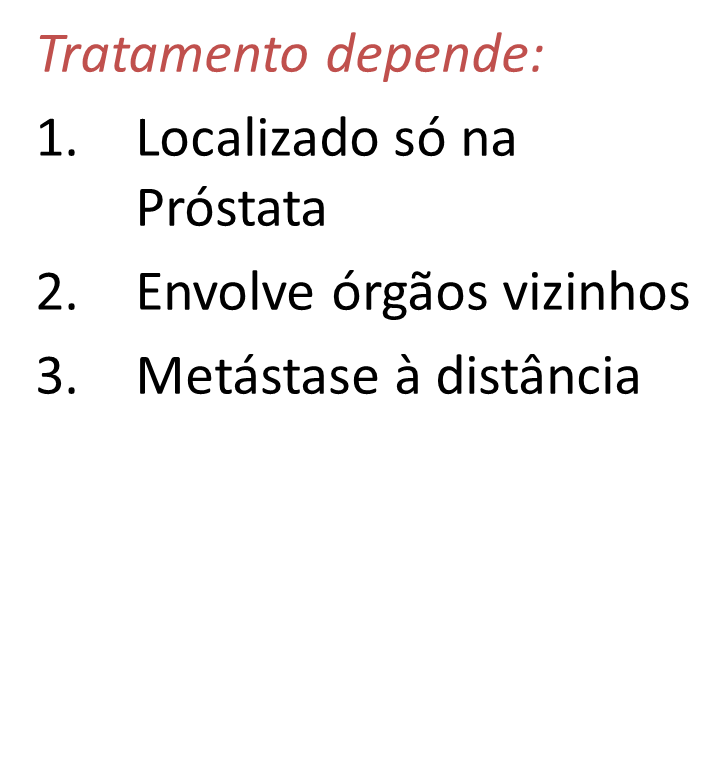 Tratamento depende:
1. Localizado só na
Próstata
2. Envolve órgãos vizinhos
3. Metástase à distância